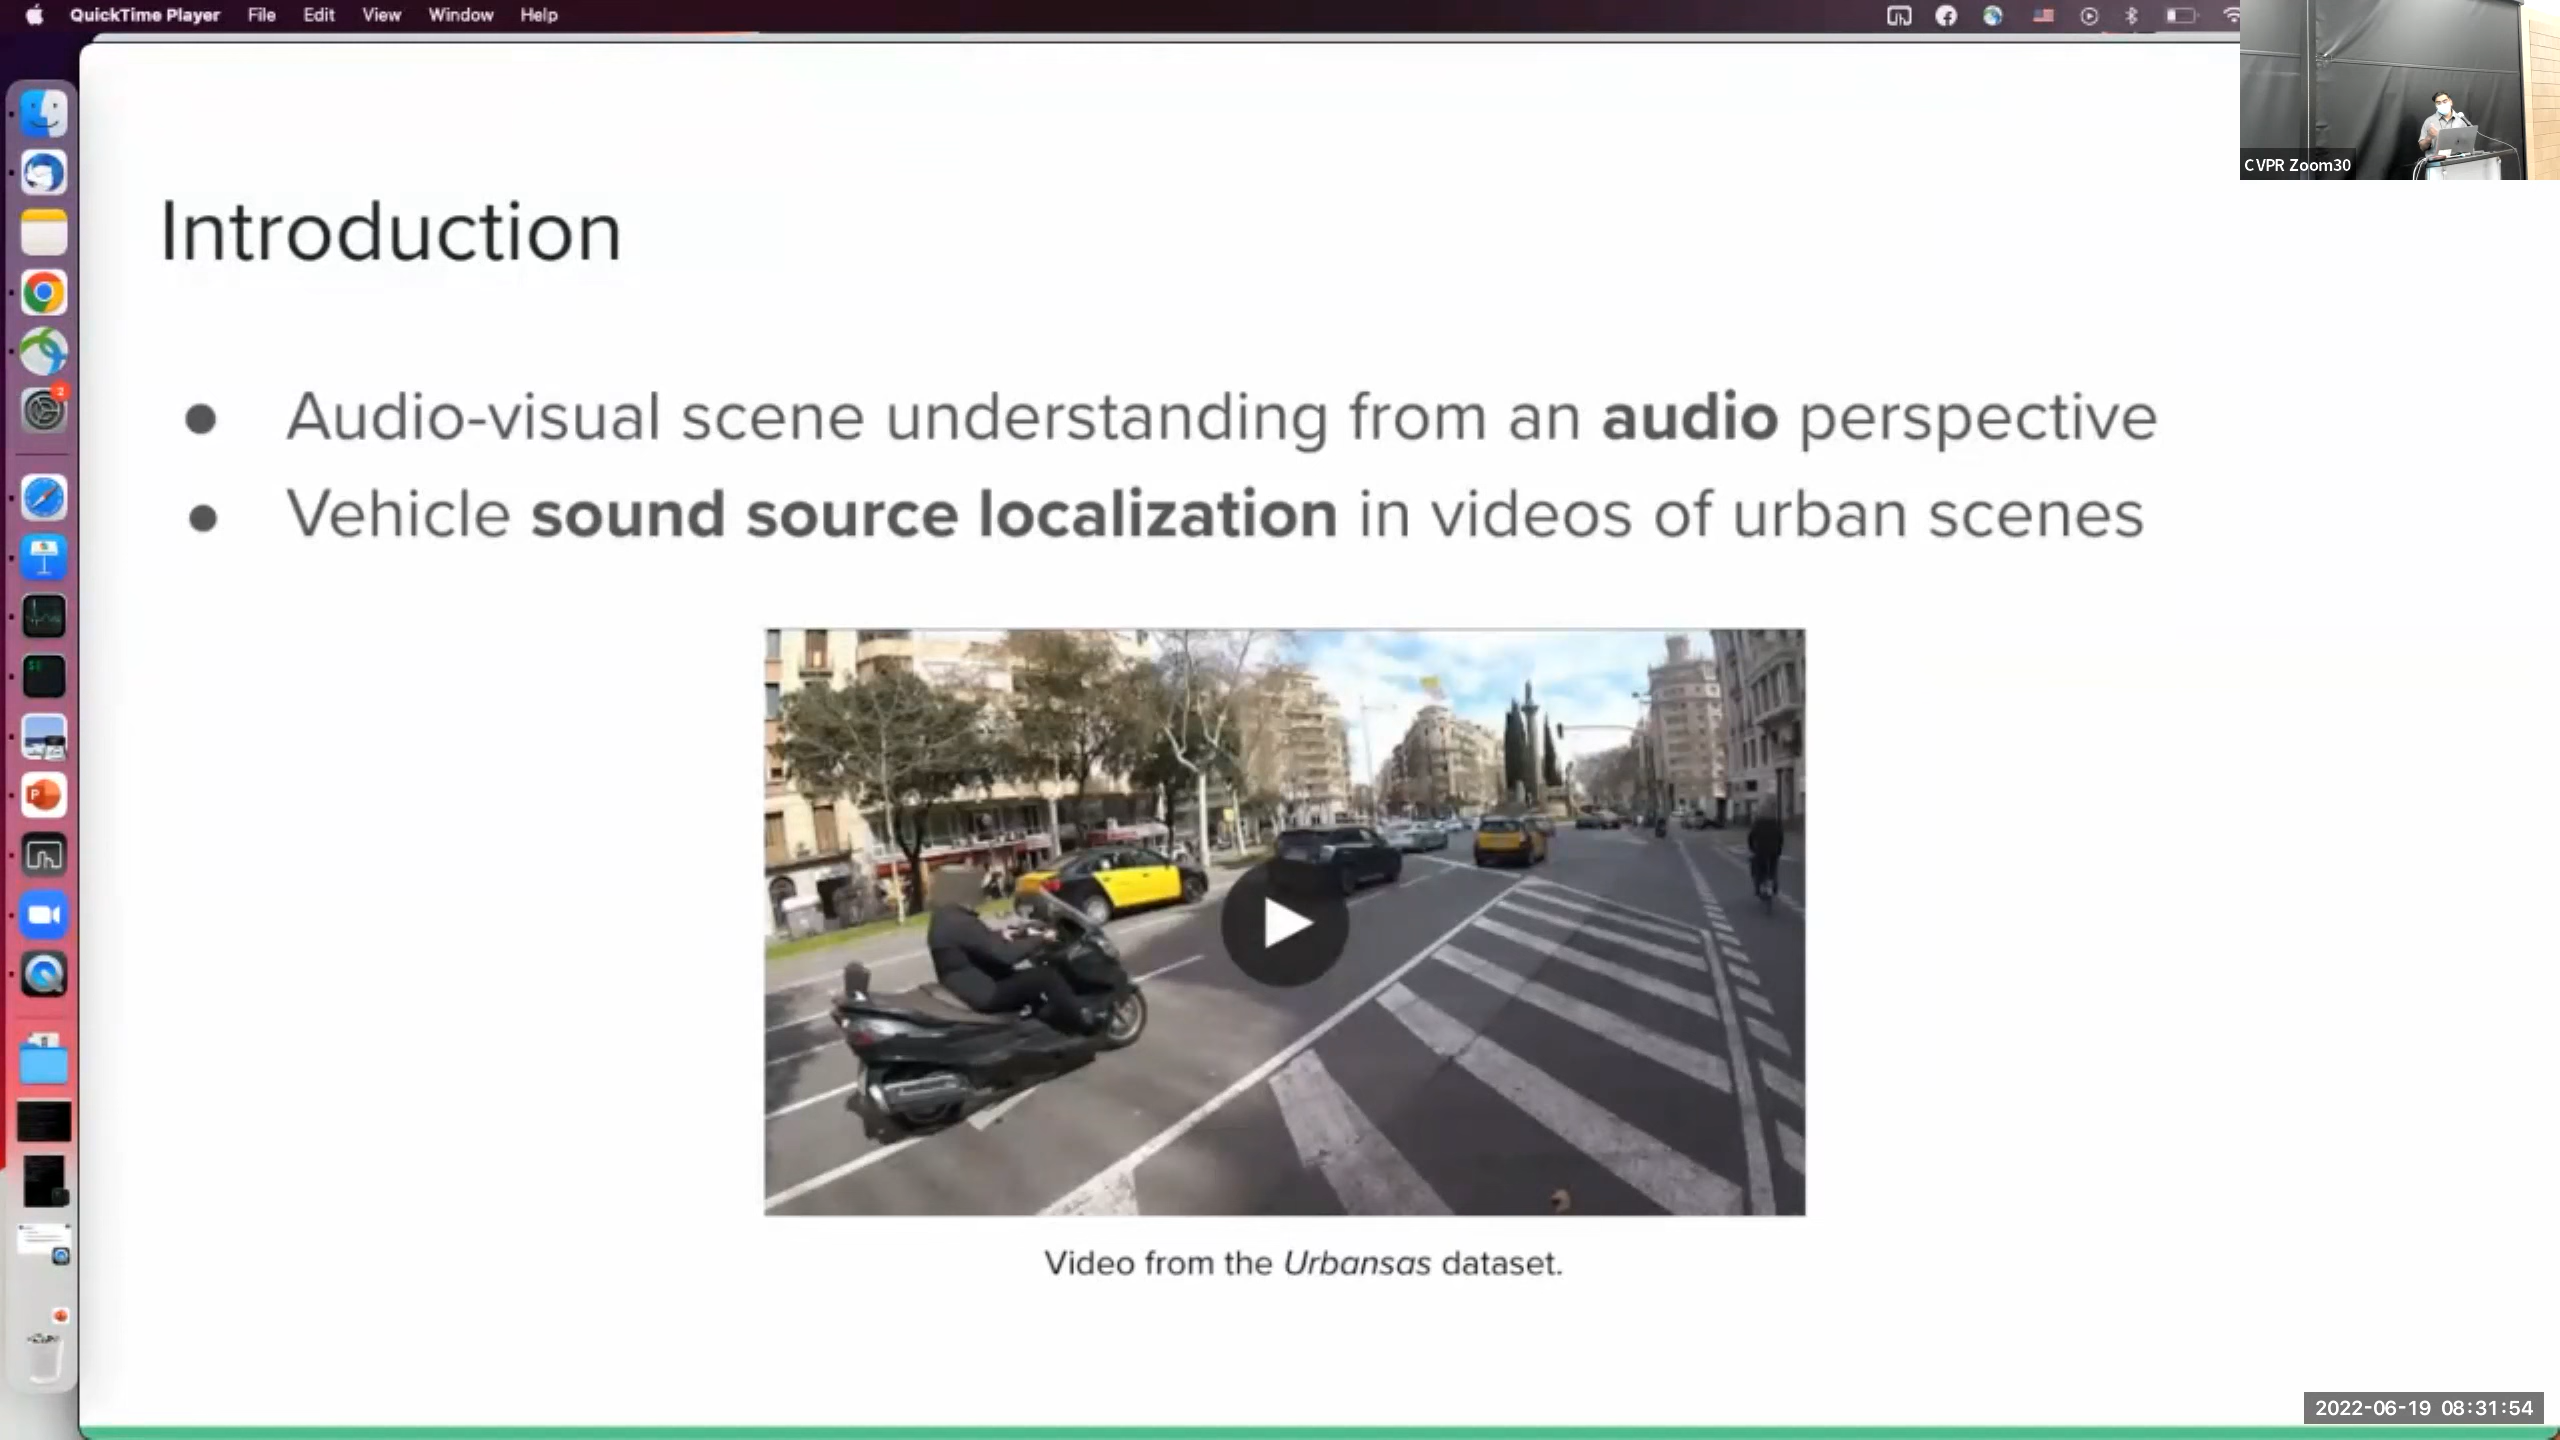 QuickTime Player File Edit View Window Help
CVPR Zoom30
Introduction
2
• Audio-visual scene understanding from an audio perspective
• Vehicle sound source localization in videos of urban scenes
Video from the Urbansas dataset.
2022-06-19 08:31:54